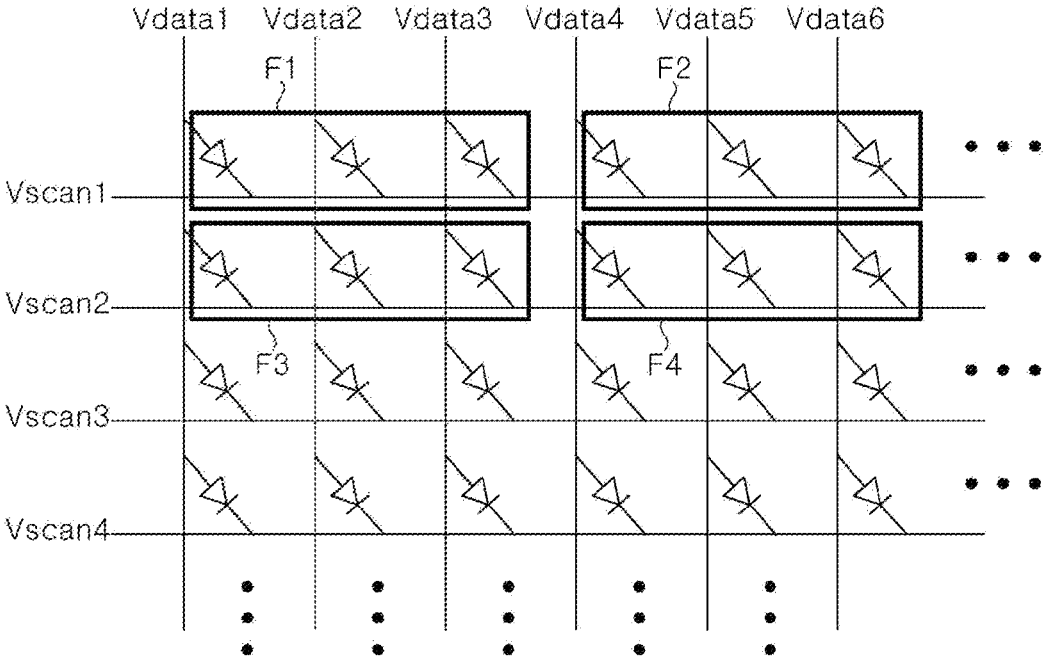 Vdata1 Vdata2 Vdata3 Vdata4 Vdata5 Vdata6
F1 F2
Vscan1
Vscan2
F3 F4
Vscan3
Vscan4